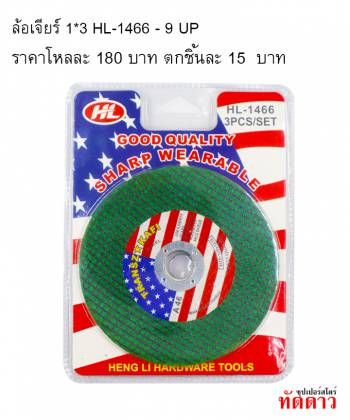 ล้อเจียร์ 1*3 HL-1466 - 9 UP
ราคาโหลละ 180 บาท ตกชิ้นละ 15 บาท
HL
HL-1466
3PCS/SET
GOOD QUALITY
SHARP WEARABLE
A 46
HENG LI HARDWARE TOOLS
ซุปเปอร์สโตร์
ทัดดาว